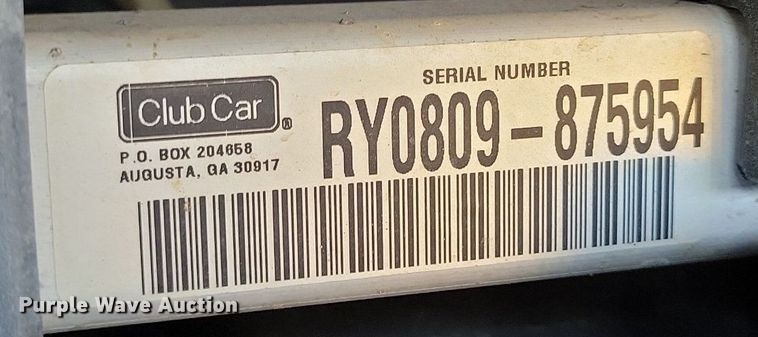 Club Car®
P.O. BOX 204658
AUGUSTA, GA 30917
SERIAL NUMBER
RY0809-875954
Purple Wave Auction